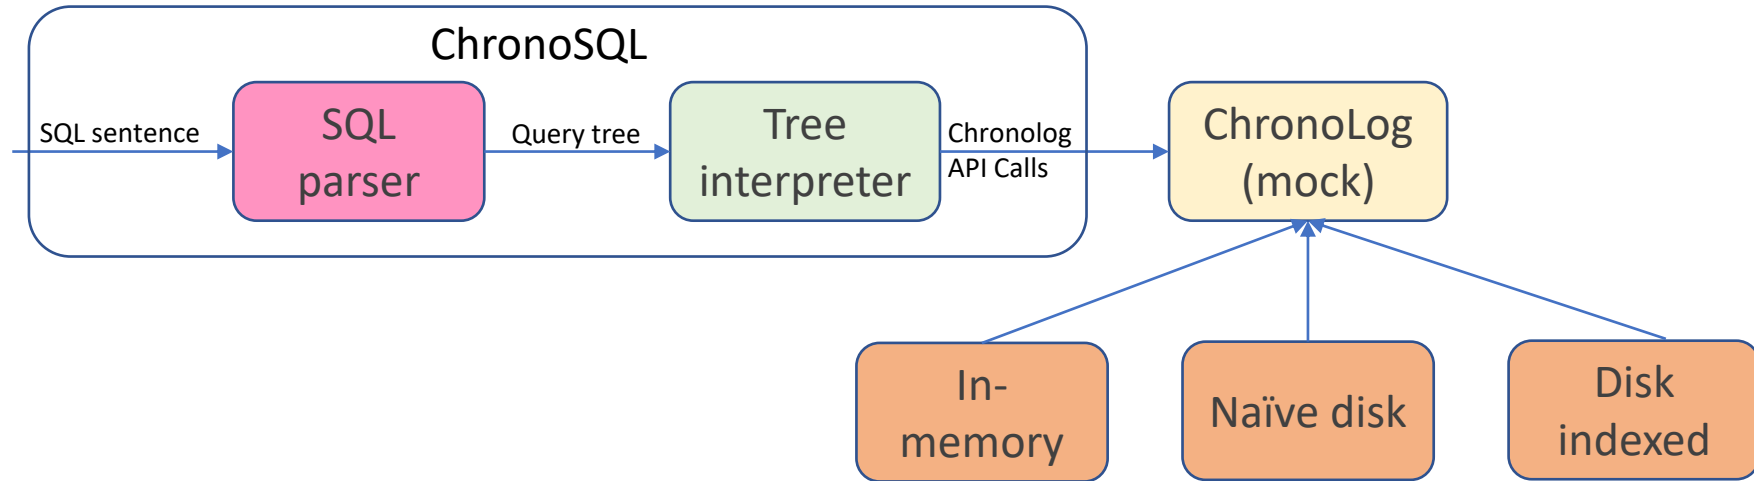 ChronoSQL
SQL sentence
SQL
parser
Query tree
Tree
interpreter
Chronolog
API Calls
ChronoLog
(mock)
In-
memory
Naïve disk
Disk
indexed